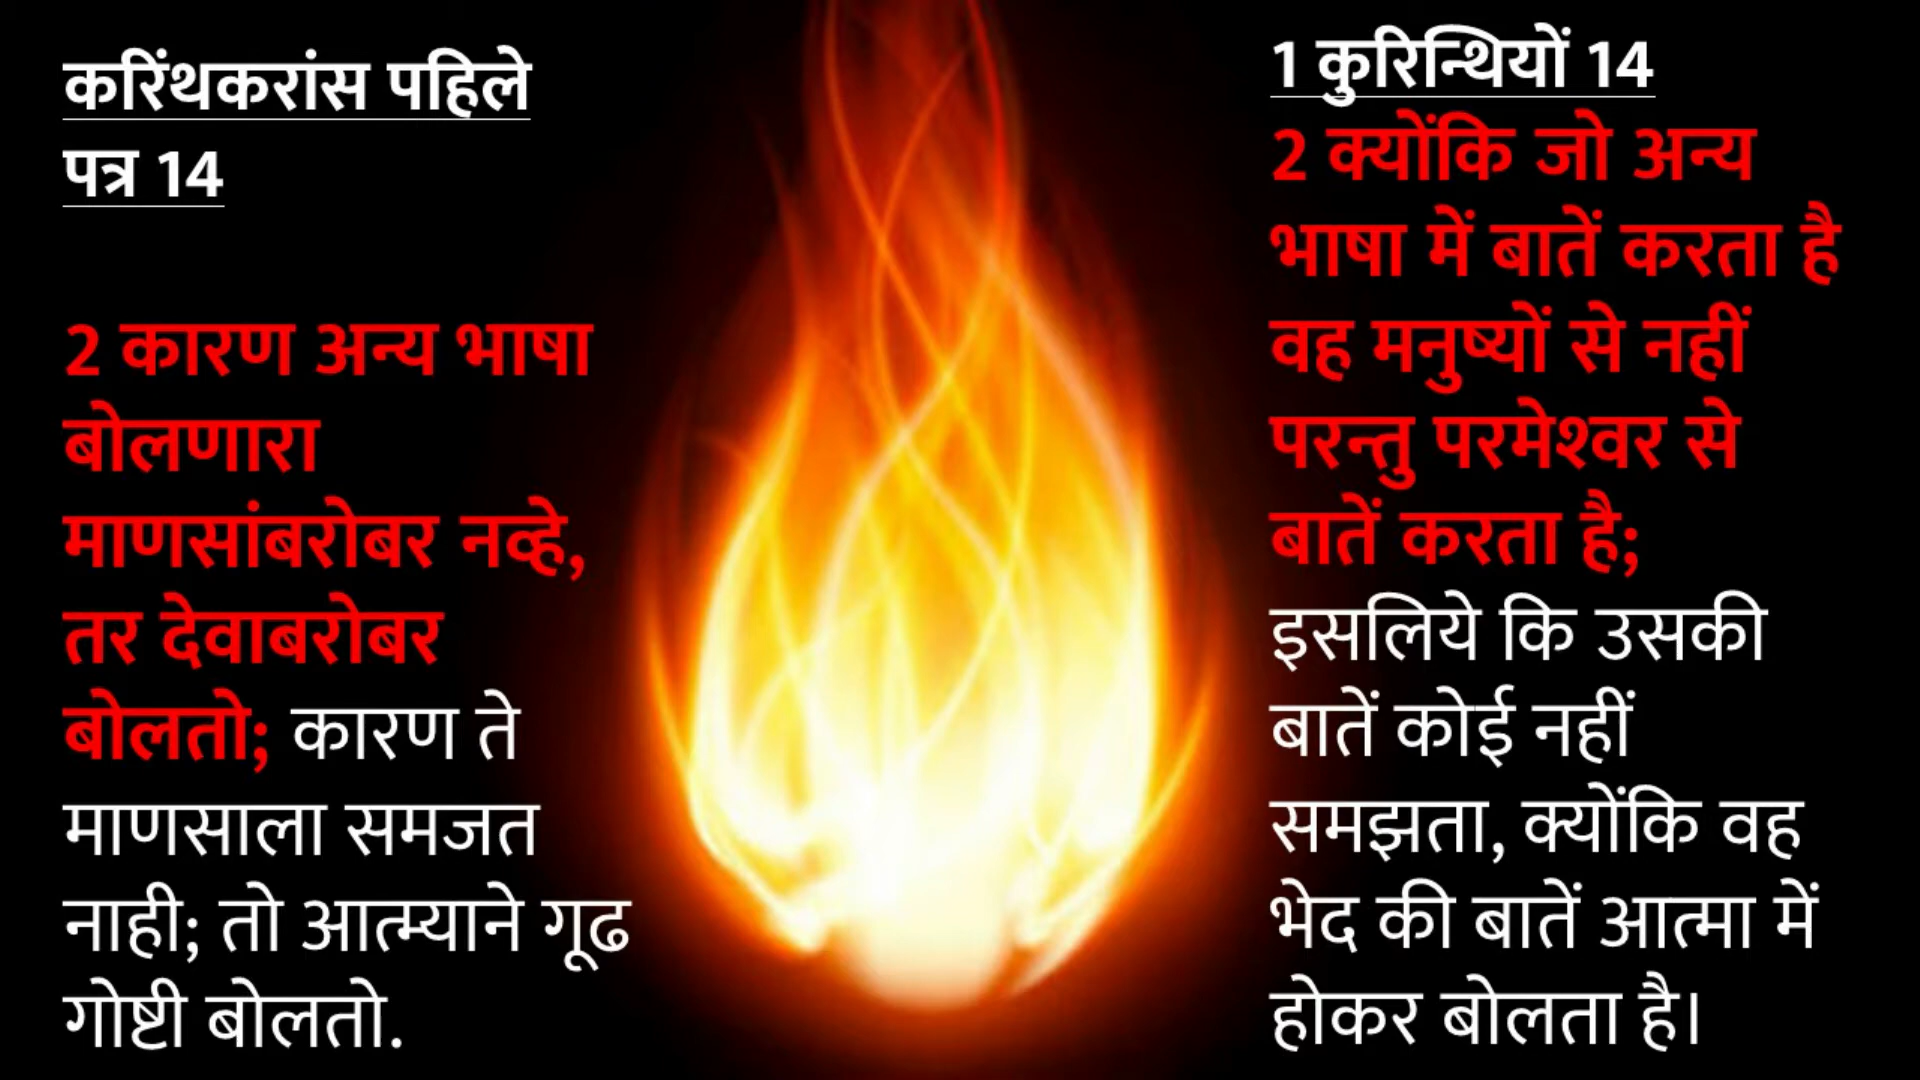 करिंथकरांस पहिले
पत्र 14
2 कारण अन्य भाषा
बोलणारा
माणसांबरोबर नव्हे,
तर देवाबरोबर
बोलतो; कारण ते
माणसाला समजत
नाही; तो आत्म्याने गूढ
गोष्टी बोलतो.
1 कुरिन्थियों 14
2 क्योंकि जो अन्य
भाषा में बातें करता है
वह मनुष्यों से नहीं
परन्तु परमेश्वर से
बातें करता है;
इसलिये कि उसकी
बातें कोई नहीं
समझता, क्योंकि वह
भेद की बातें आत्मा में
होकर बोलता है।